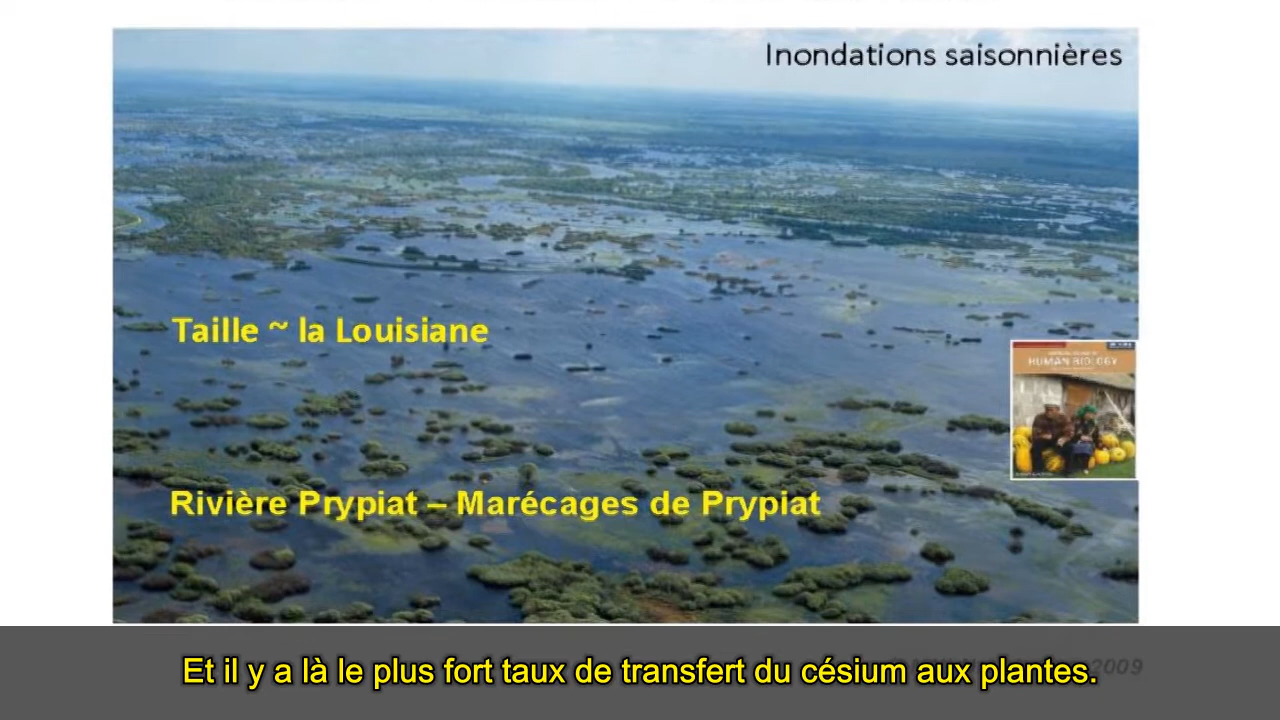 Inondations saisonnières
Taille ~ la Louisiane
HUMAN BIOLOGY
Rivière Prypiat – Marécages de Prypiat
Et il y a là le plus fort taux de transfert du césium aux plantes.
2009